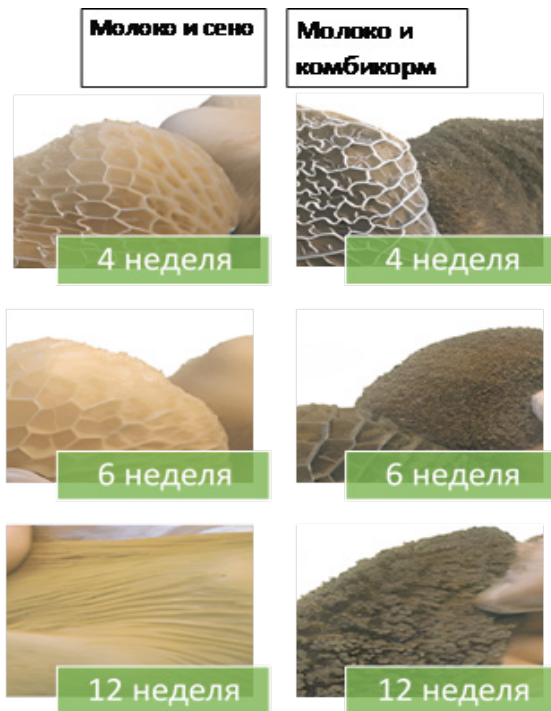 Молоко и сено
Молоко и
комбикорм
4 неделя
4 неделя
6 неделя
6 неделя
12 неделя
12 неделя